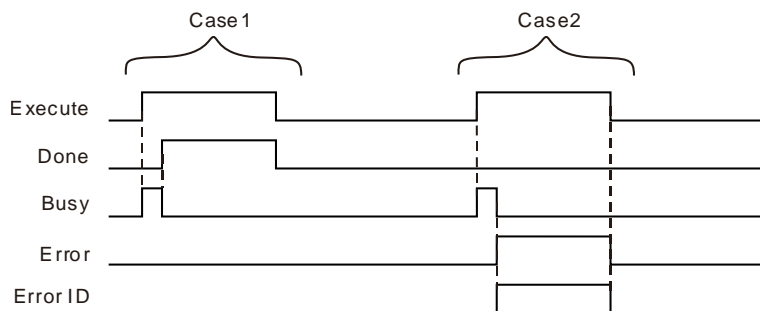 Case1 Case2
Execute
Done
Busy
Error
Error ID